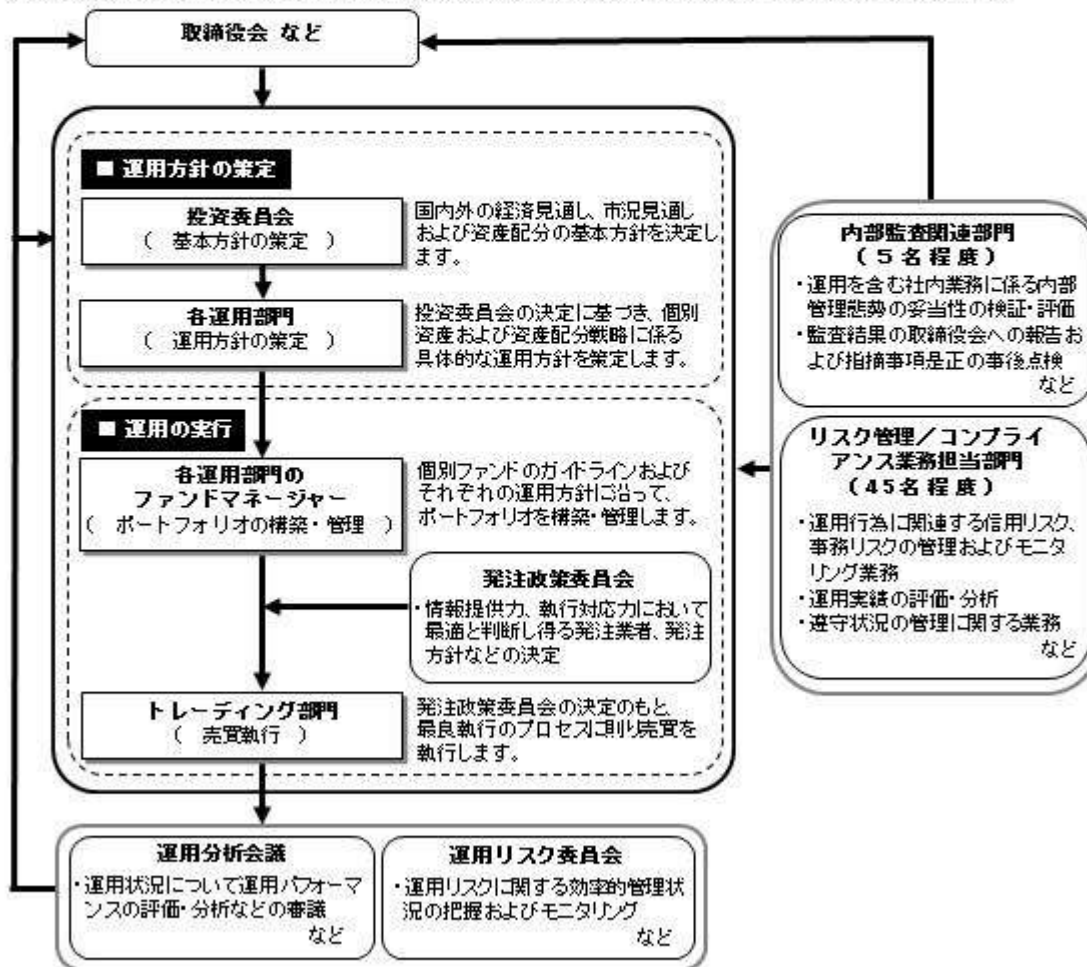 取締役会 など
■ 運用方針の策定
投資委員会
( 基本方針の策定 )
国内外の経済見通し、市況見通し
および資産配分の基本方針を決定し
ます。
各運用部門
( 運用方針の策定 )
投資委員会の決定に基づき、個別
資産および資産配分戦略に係る
具体的な運用方針を策定します。
■ 運用の実行
各運用部門の
ファンドマネージャー
( ポートフォリオの構築・管理 )
個別ファンドのガイドラインおよび
それぞれの運用方針に沿って、
ポートフォリオを構築・管理します。
発注政策委員会
・情報提供力、執行対応力において
最適と判断し得る発注業者、発注
方針などの決定
トレーディング部門
( 売買執行 )
発注政策委員会の決定のもと、
最良執行のプロセスに則り売買を
執行します。
内部監査関連部門
(5名程度)
・運用を含む社内業務に係る内部
管理態勢の妥当性の検証・評価
・監査結果の取締役会への報告お
よび指摘事項是正の事後点検
など
リスク管理／コンプライ
アンス業務担当部門
(45名程度)
・運用行為に関連する信用リスク、
事務リスクの管理およびモニタ
リング業務
・運用実績の評価・分析
・遵守状況の管理に関する業務
など
運用分析会議
・運用状況について運用パフォーマ
ンスの評価・分析などの審議
など
運用リスク委員会
・運用リスクに関する効率的管理状
況の把握およびモニタリング
など